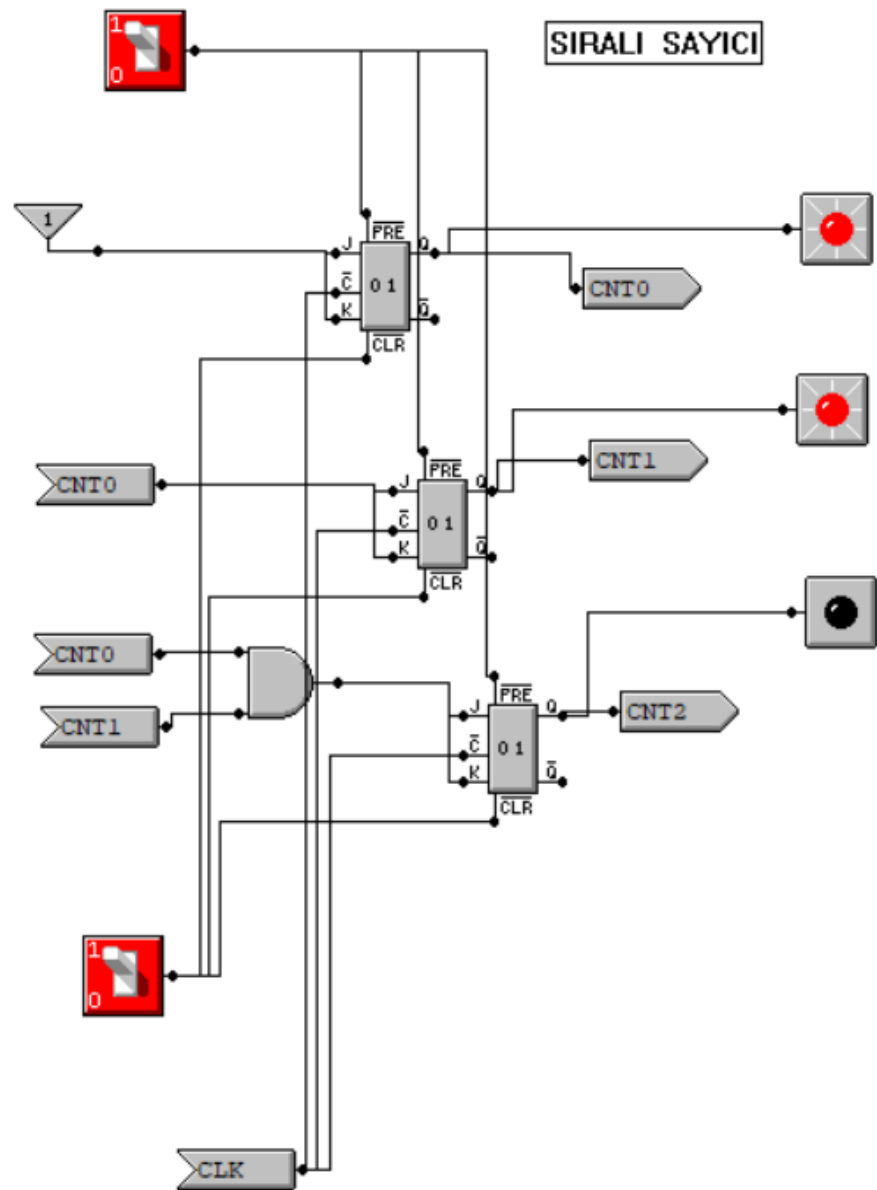 1
0
SIRALI SAYICI
1
PRE
J
Q
C
0 1
CNT0
K
Q
CLR
CNT0
PRE
J
Q
CNT1
C
0 1
K
Q
CLR
CNT0
CNT1
PRE
J
Q
CNT2
C
0 1
K
Q
CLR
1
0
CLK